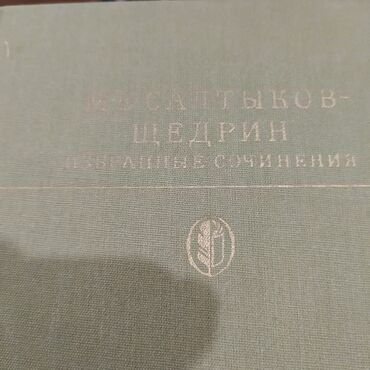 М. Е. САЛТЫКОВ-
ЩЕДРИН
ИЗБРАННЫЕ СОЧИНЕНИЯ